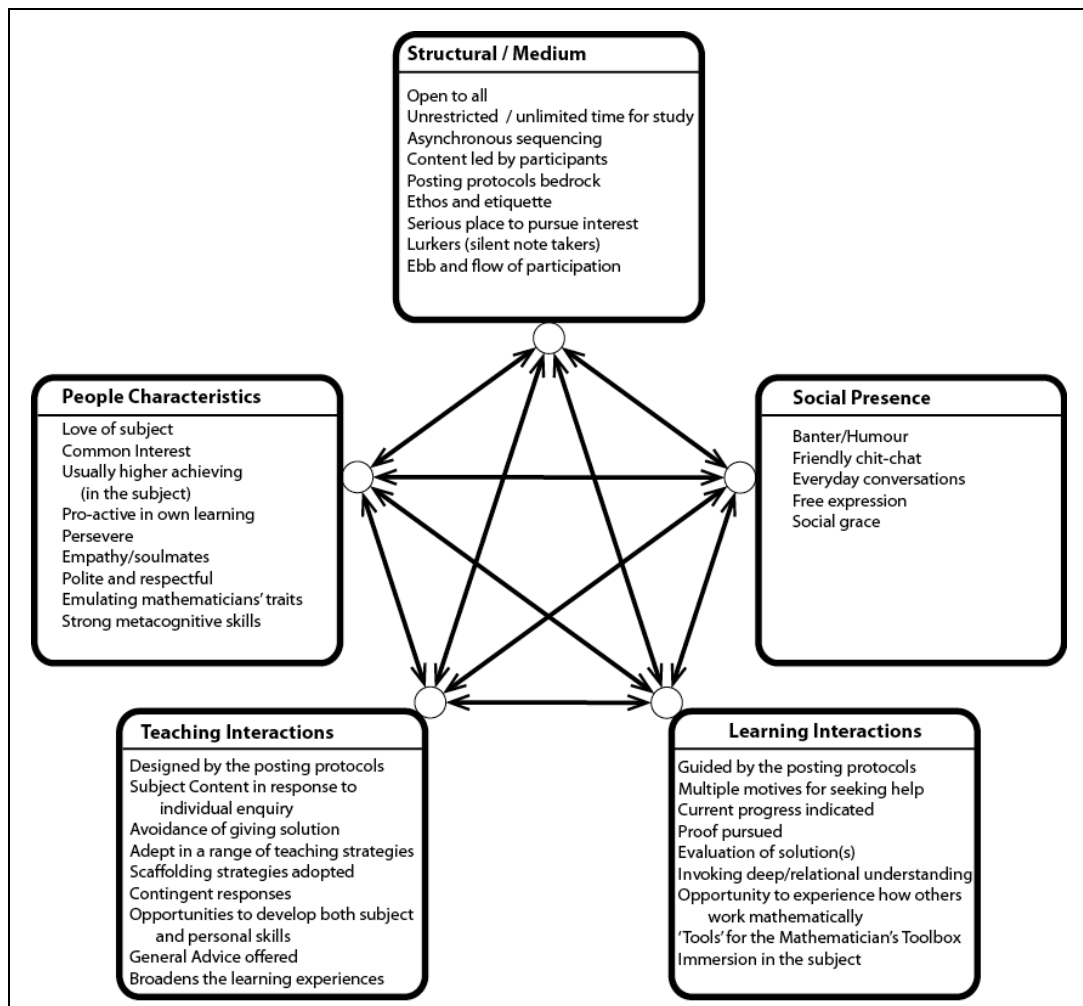 Structural / Medium
Open to all
Unrestricted / unlimited time for study
Asynchronous sequencing
Content led by participants
Posting protocols bedrock
Ethos and etiquette
Serious place to pursue interest
Lurkers (silent note takers)
Ebb and flow of participation
People Characteristics
Love of subject
Common Interest
Usually higher achieving
(in the subject)
Pro-active in own learning
Persevere
Empathy/soulmates
Polite and respectful
Emulating mathematicians' traits
Strong metacognitive skills
Social Presence
Banter/Humour
Friendly chit-chat
Everyday conversations
Free expression
Social grace
Teaching Interactions
Designed by the posting protocols
Subject Content in response to
individual enquiry
Avoidance of giving solution
Adept in a range of teaching strategies
Scaffolding strategies adopted
Contingent responses
Opportunities to develop both subject
and personal skills
General Advice offered
Broadens the learning experiences
Learning Interactions
Guided by the posting protocols
Multiple motives for seeking help
Current progress indicated
Proof pursued
Evaluation of solution(s)
Invoking deep/relational understanding
Opportunity to experience how others
work mathematically
'Tools' for the Mathematician's Toolbox
Immersion in the subject